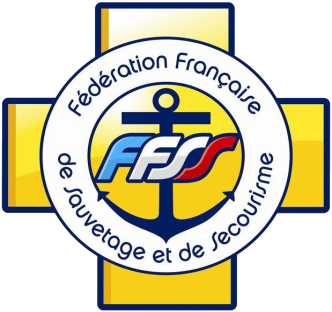 Fédération Française
FFSS
de Sauvetage et de Secourisme